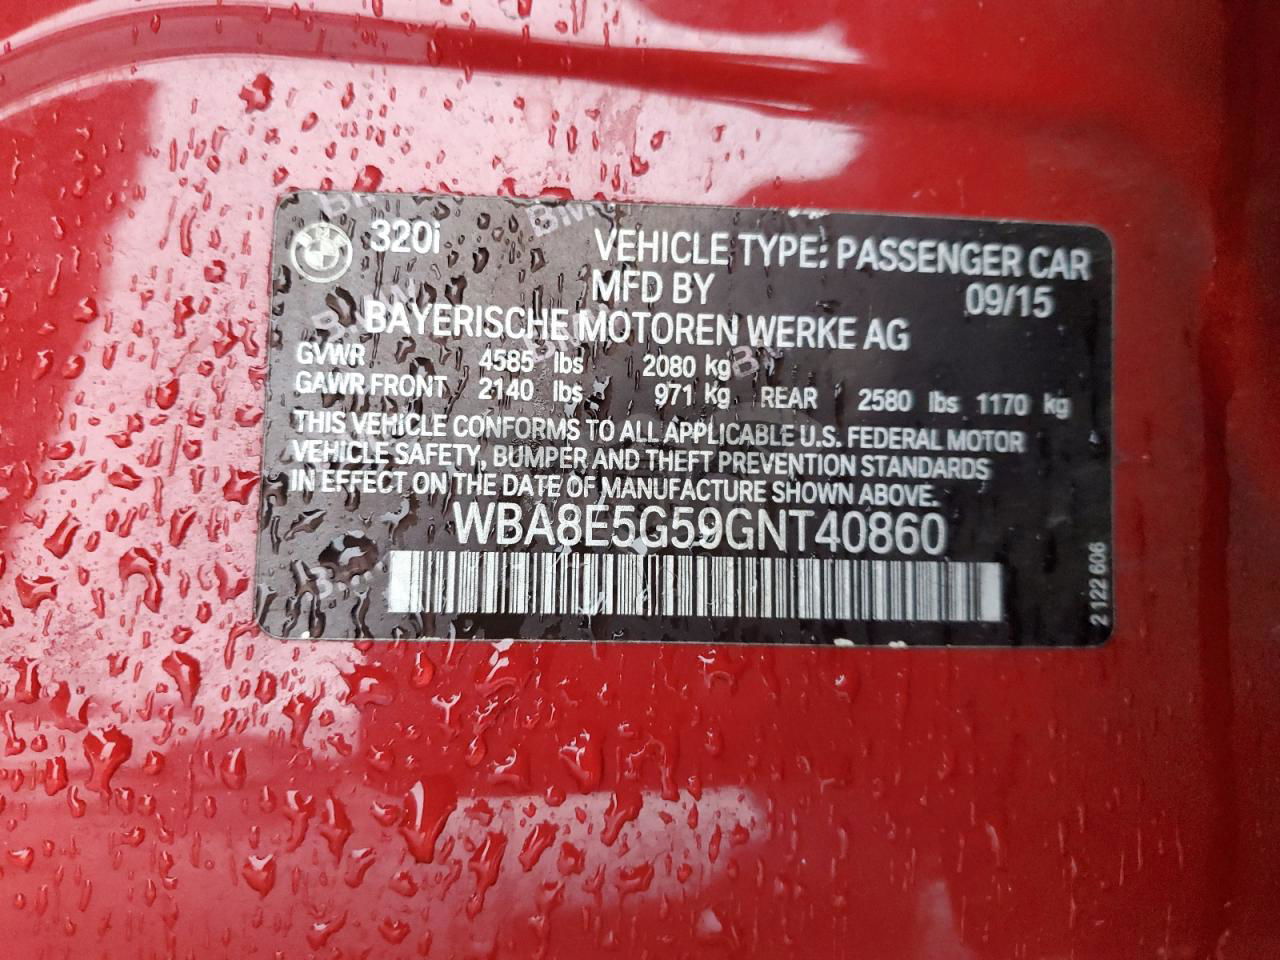 320i VEHICLE TYPE: PASSENGER CAR
MFD BY 09/15
BAYERISCHE MOTOREN WERKE AG
GVWR 4585 lbs 2080 kg
GAWR FRONT 2140 lbs 971 kg REAR 2580 lbs 1170 kg
THIS VEHICLE CONFORMS TO ALL APPLICABLE U.S. FEDERAL MOTOR
VEHICLE SAFETY, BUMPER AND THEFT PREVENTION STANDARDS
IN EFFECT ON THE DATE OF MANUFACTURE SHOWN ABOVE.
WBA8E5G59GNT40860
2122 606